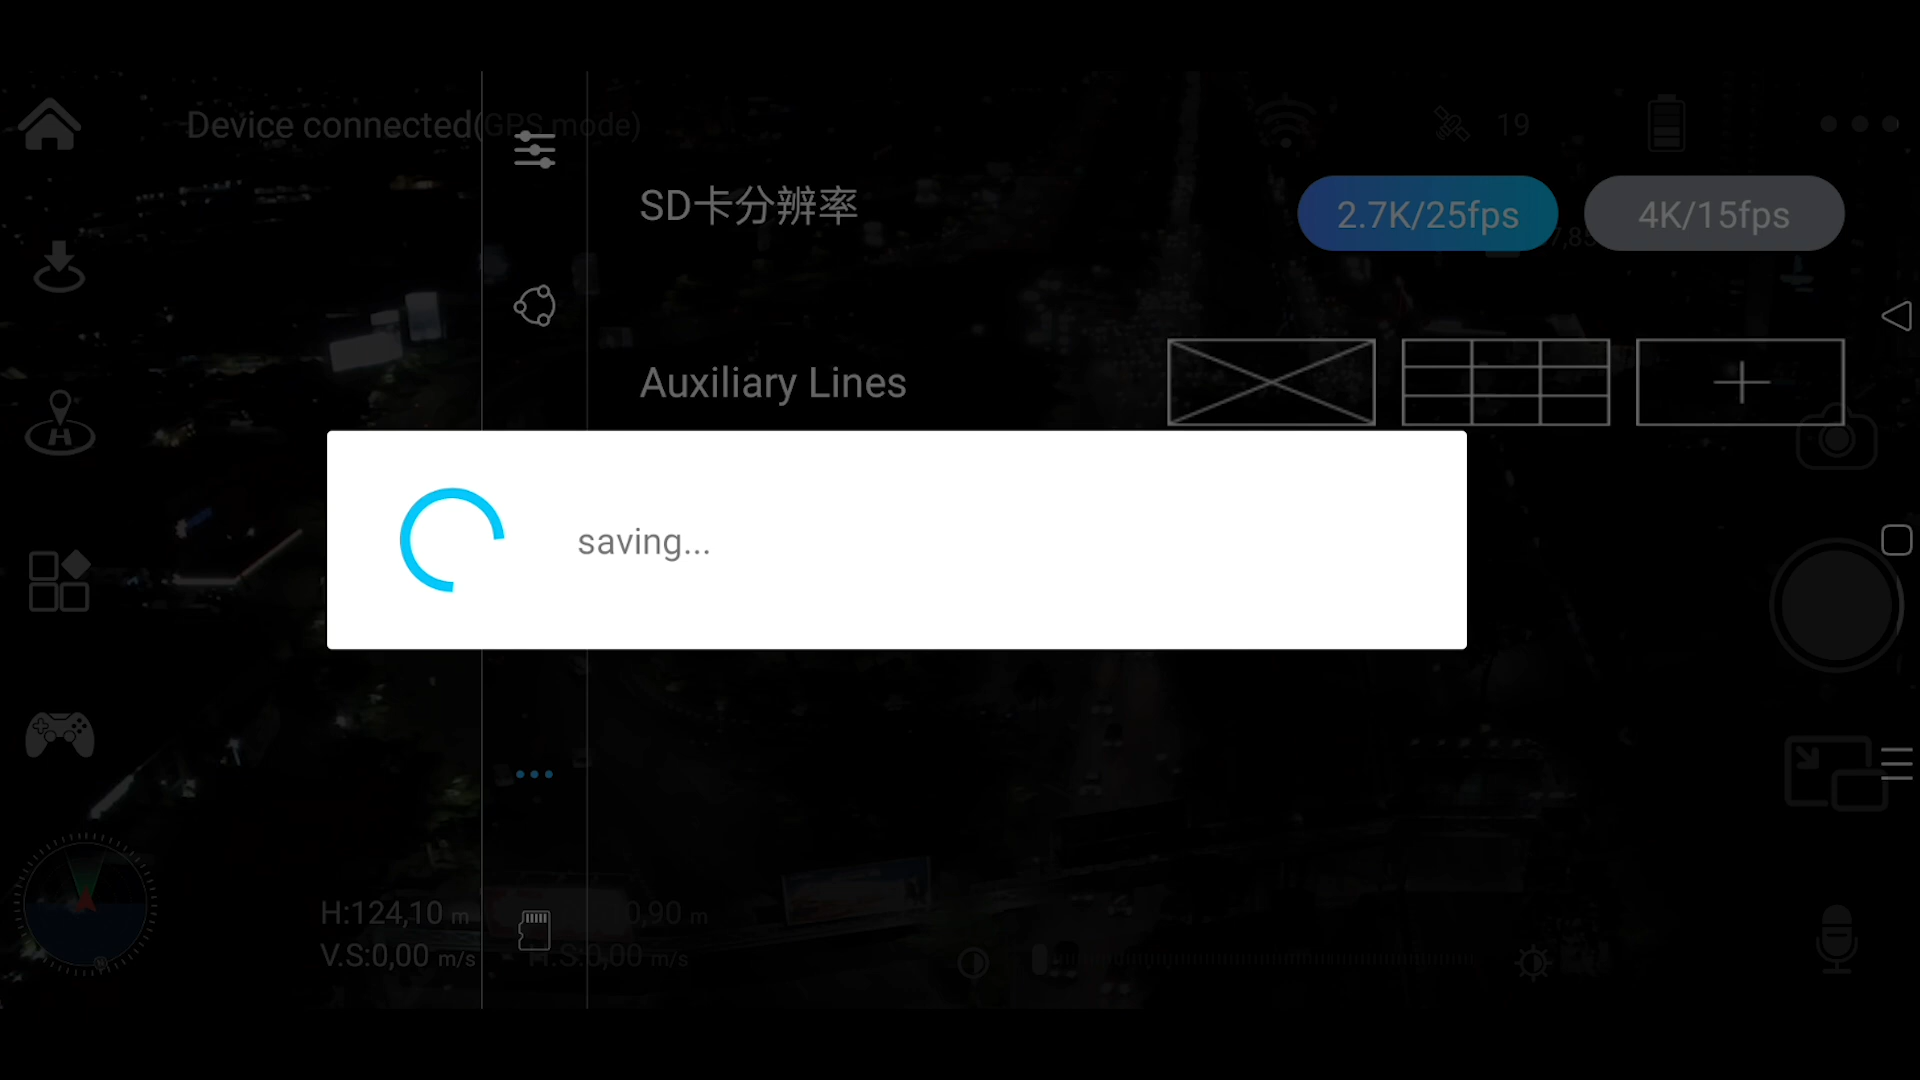 Device connected(GPS mode)
19
SD卡分辨率
2.7K/25fps
4K/15fps
Auxiliary Lines
saving...
H:124,10 m
0,90 m
V.S:0,00 m/s
H.S:0,00 m/s